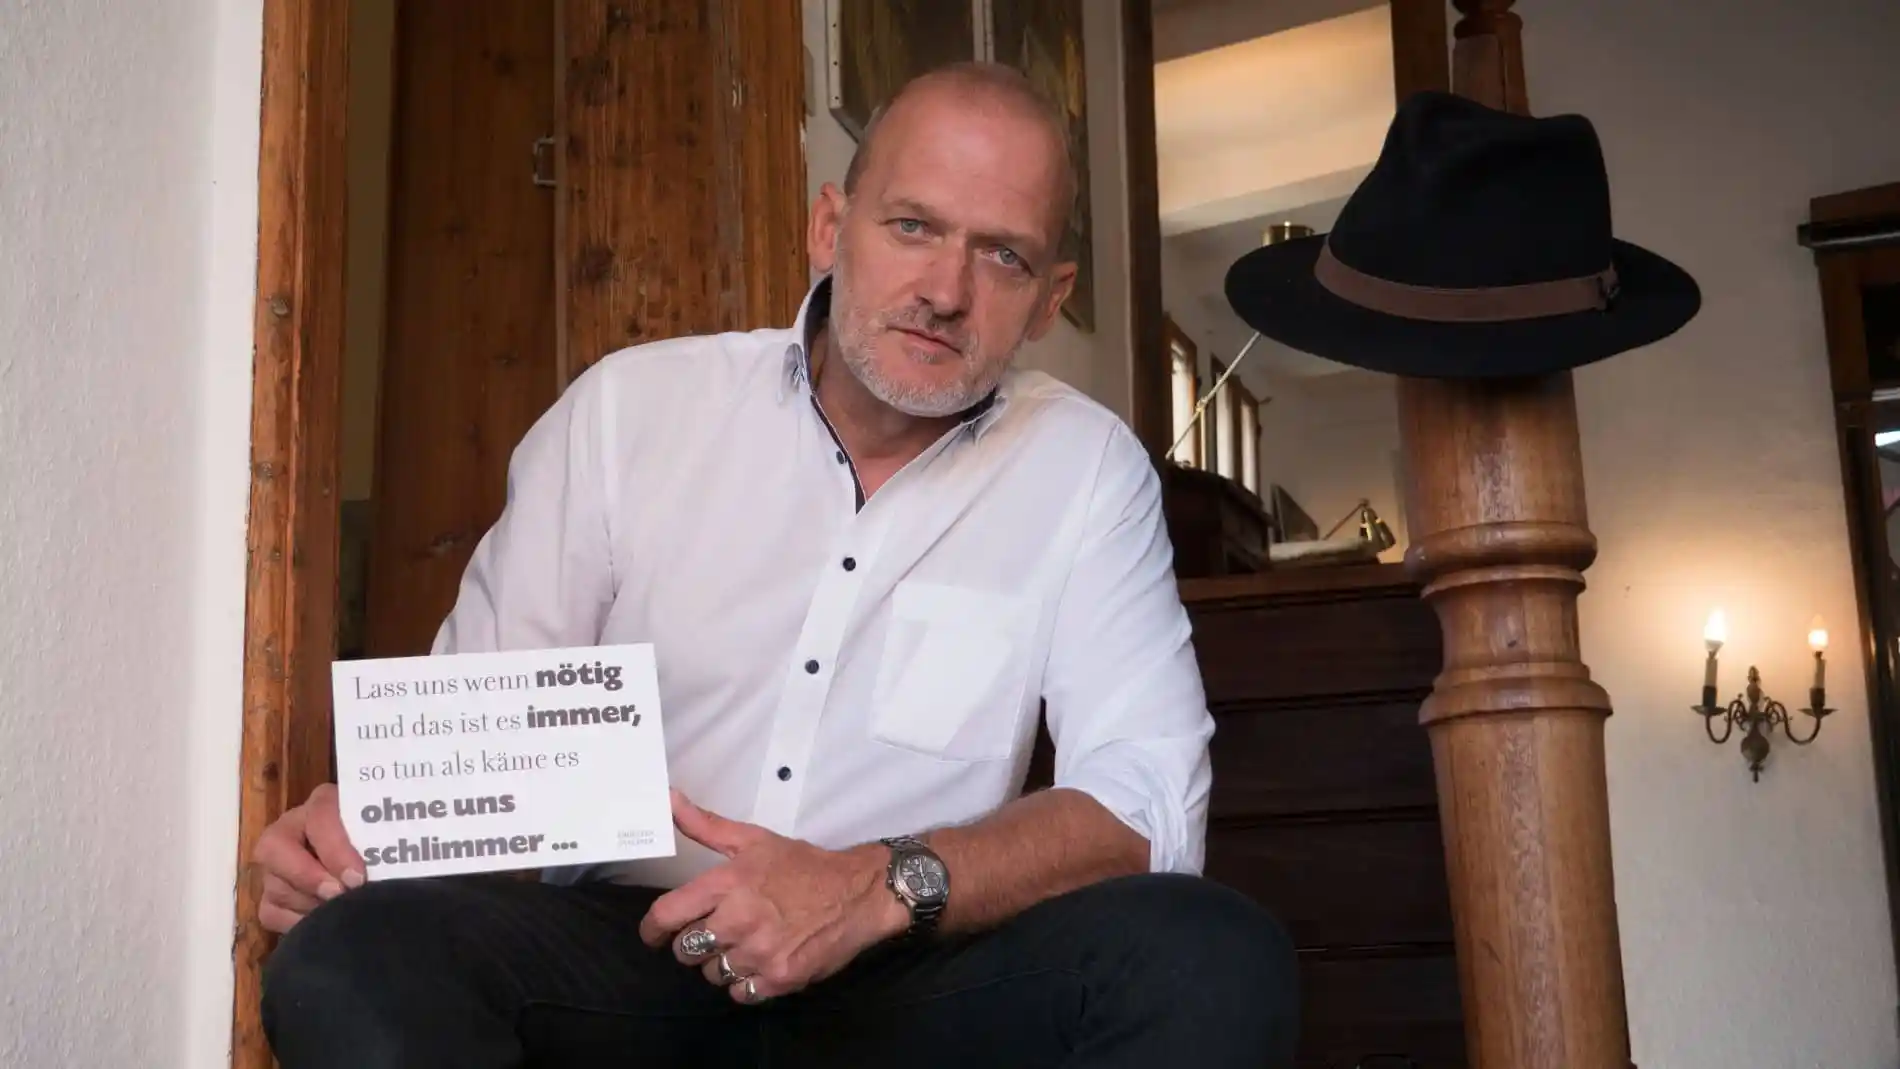 Lass uns wenn nötig
und das ist es immer,
so tun als käme es
ohne uns
schlimmer ...